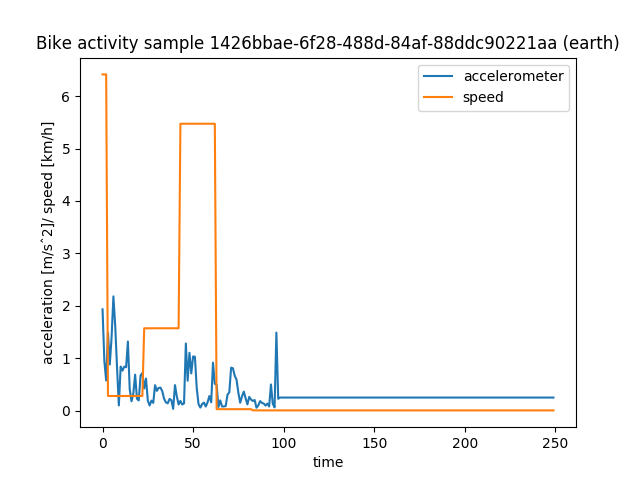 Bike activity sample 1426bbae-6f28-488d-84af-88ddc90221aa (earth)
accelerometer
speed
acceleration [m/s^2]/ speed [km/h]
6
5
4
3
2
1
0
0 50 100 150 200 250
time